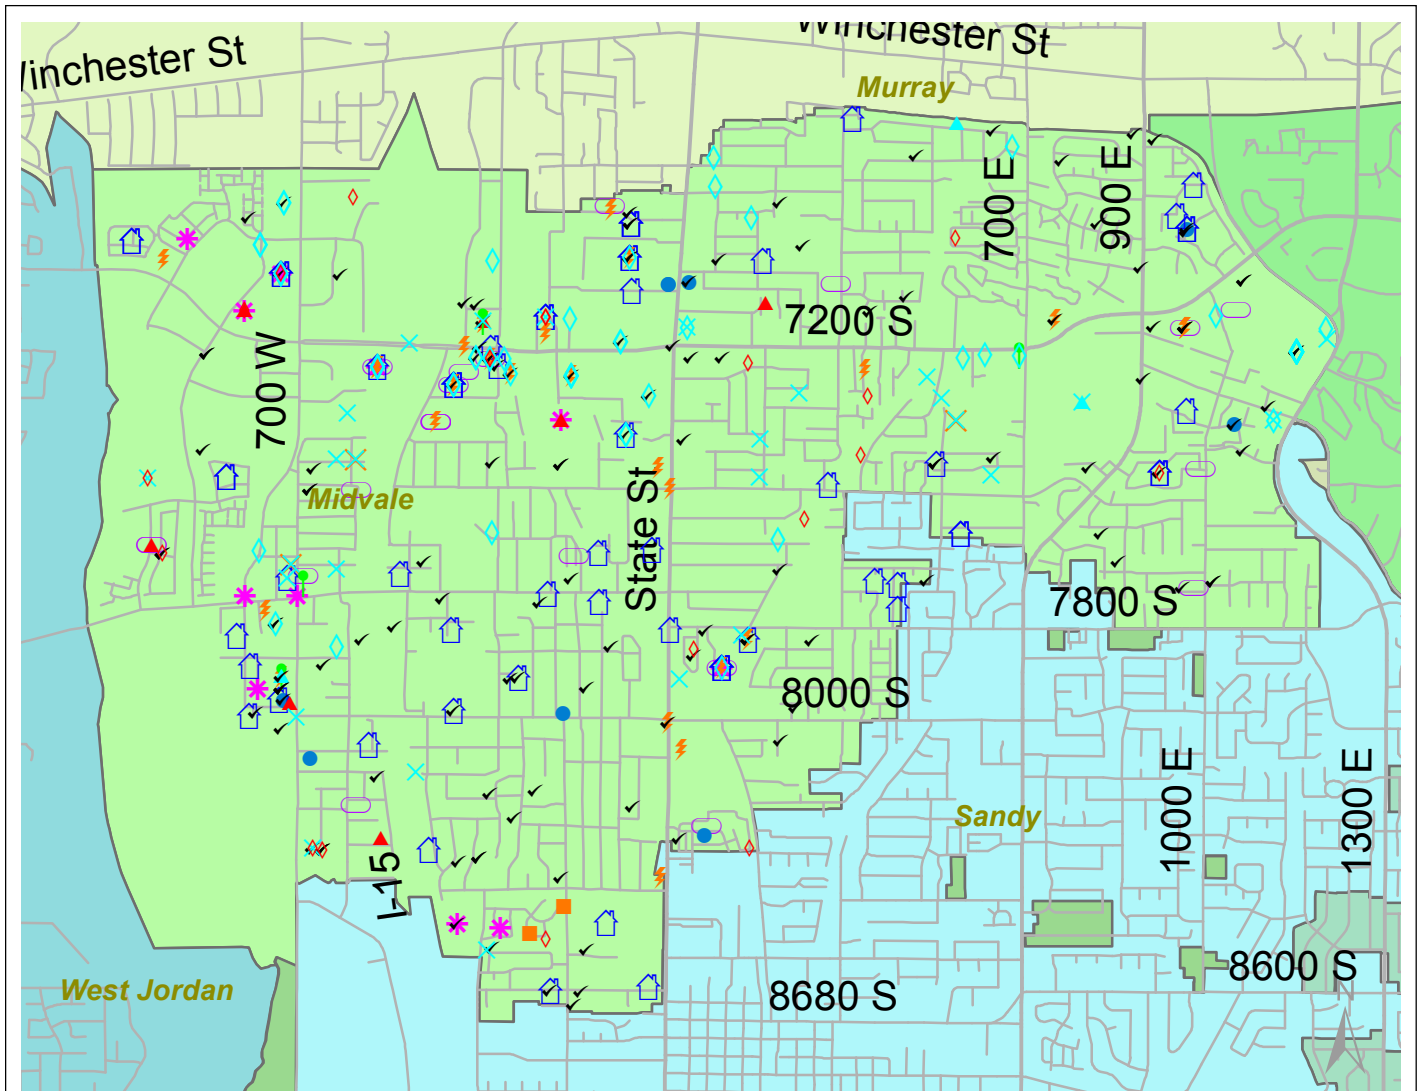 Winchester St
Winchester St
Murray
700 E
900 E
7200 S
700 W
Midvale
State St
7800 S
8000 S
1000 E
1300 E
Sandy
I-15
8600 S
West Jordan
8680 S